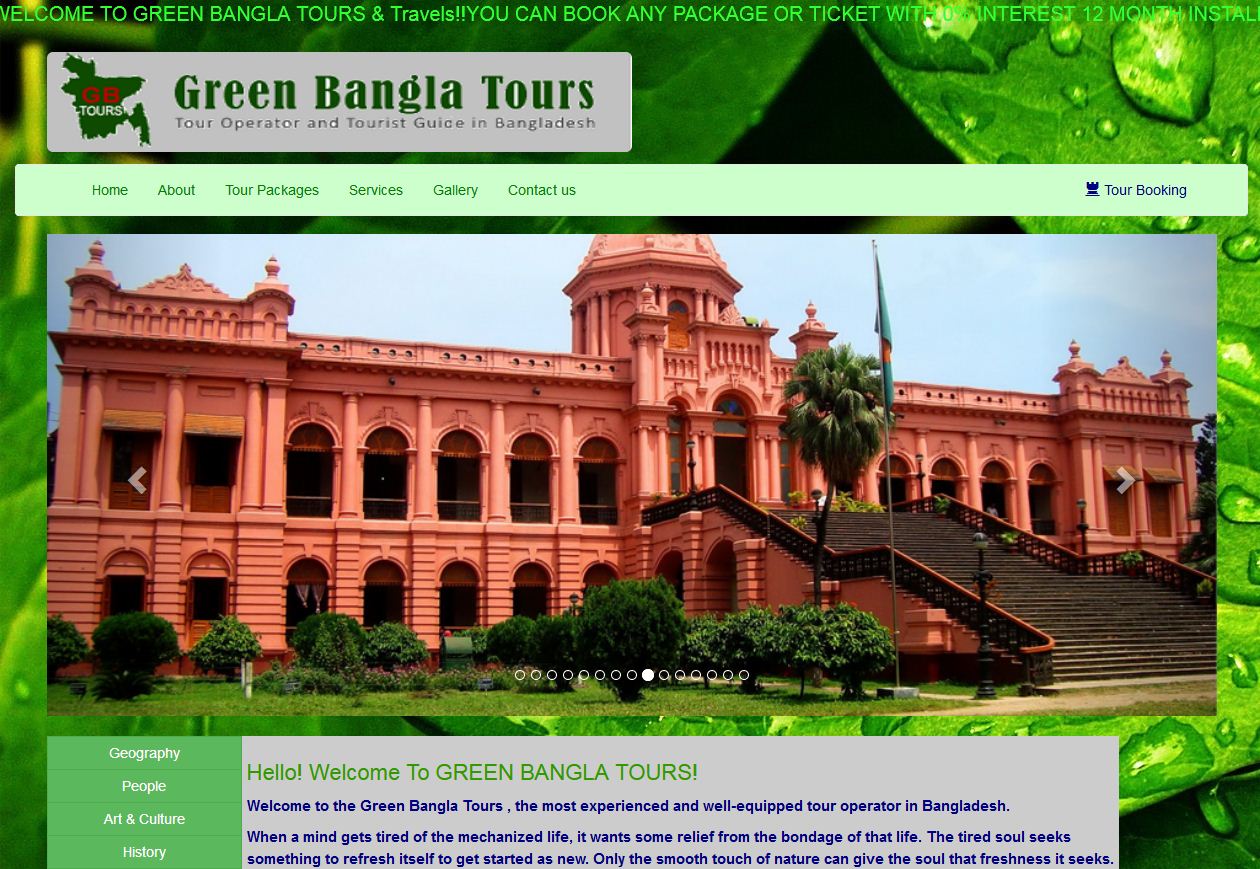 WELCOME TO GREEN BANGLA TOURS & Travels!!YOU CAN BOOK ANY PACKAGE OR TICKET WITH 0% INTEREST 12 MONTH
GB
TOURS
Green Bangla Tours
Tour Operator and Tourist Guide in Bangladesh
Home About Tour Packages Services Gallery Contact us Tour Booking
Geography
People
Art & Culture
History
Hello! Welcome To GREEN BANGLA TOURS!
Welcome to the Green Bangla Tours , the most experienced and well-equipped tour operator in Bangladesh.
When a mind gets tired of the mechanized life, it wants some relief from the bondage of that life. The tired soul seeks
something to refresh itself to get started as new. Only the smooth touch of nature can give the soul that freshness it seeks.